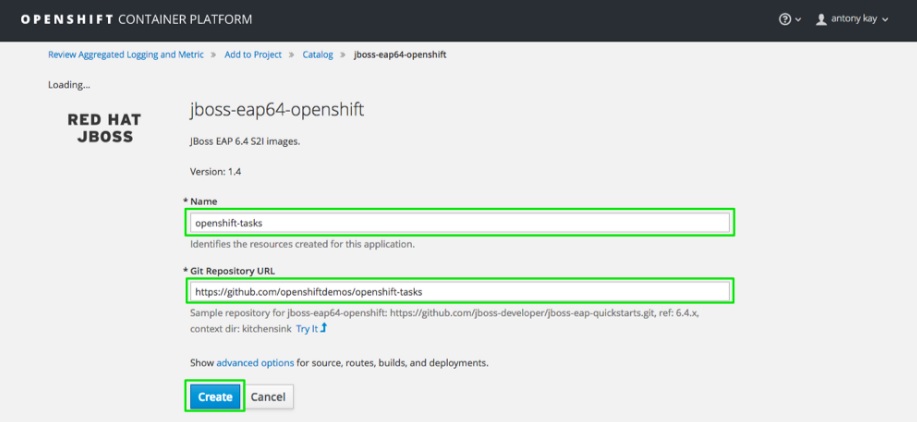 OPENSHIFT CONTAINER PLATFORM
antony kay
Review Aggregated Logging and Metric » Add to Project » Catalog » jboss-eap64-openshift
Loading...
RED HAT
JBOSS
jboss-eap64-openshift
JBoss EAP 6.4 S2I images.
Version: 1.4
* Name
openshift-tasks
Identifies the resources created for this application.
* Git Repository URL
https://github.com/openshiftdemos/openshift-tasks
Sample repository for jboss-eap64-openshift: https://github.com/jboss-developer/jboss-eap-quickstarts.git, ref: 6.4.x,
context dir: kitchensink Try It
Show advanced options for source, routes, builds, and deployments.
Create Cancel